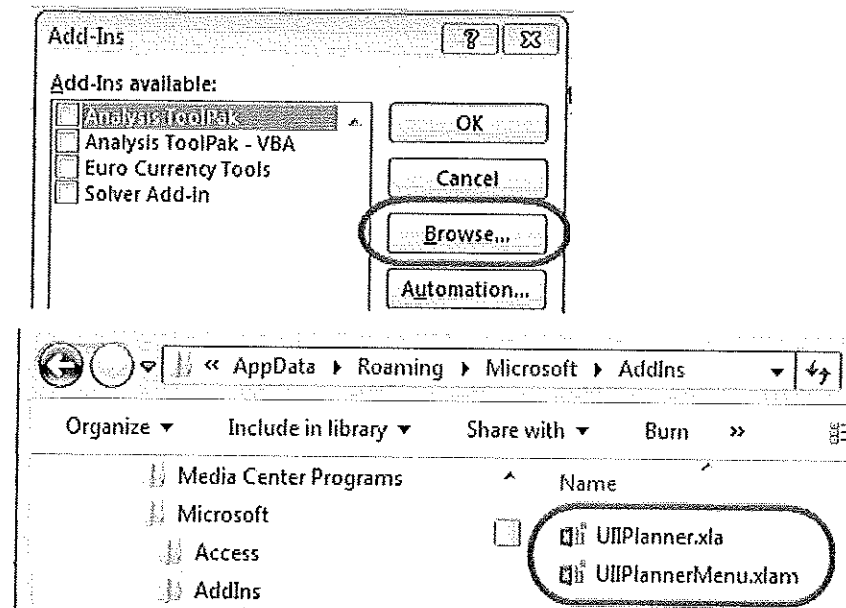 Add-Ins
Add-Ins available:
Analysis ToolPak
Analysis ToolPak - VBA
Euro Currency Tools
Solver Add-in
OK
Cancel
Browse...
Automation...
« AppData ▸ Roaming ▸ Microsoft ▸ AddIns
Organize ▾ Include in library ▾ Share with ▾ Burn »
Media Center Programs
Microsoft
Access
AddIns
Name
UIIPlanner.xla
UIIPlannerMenu.xlam